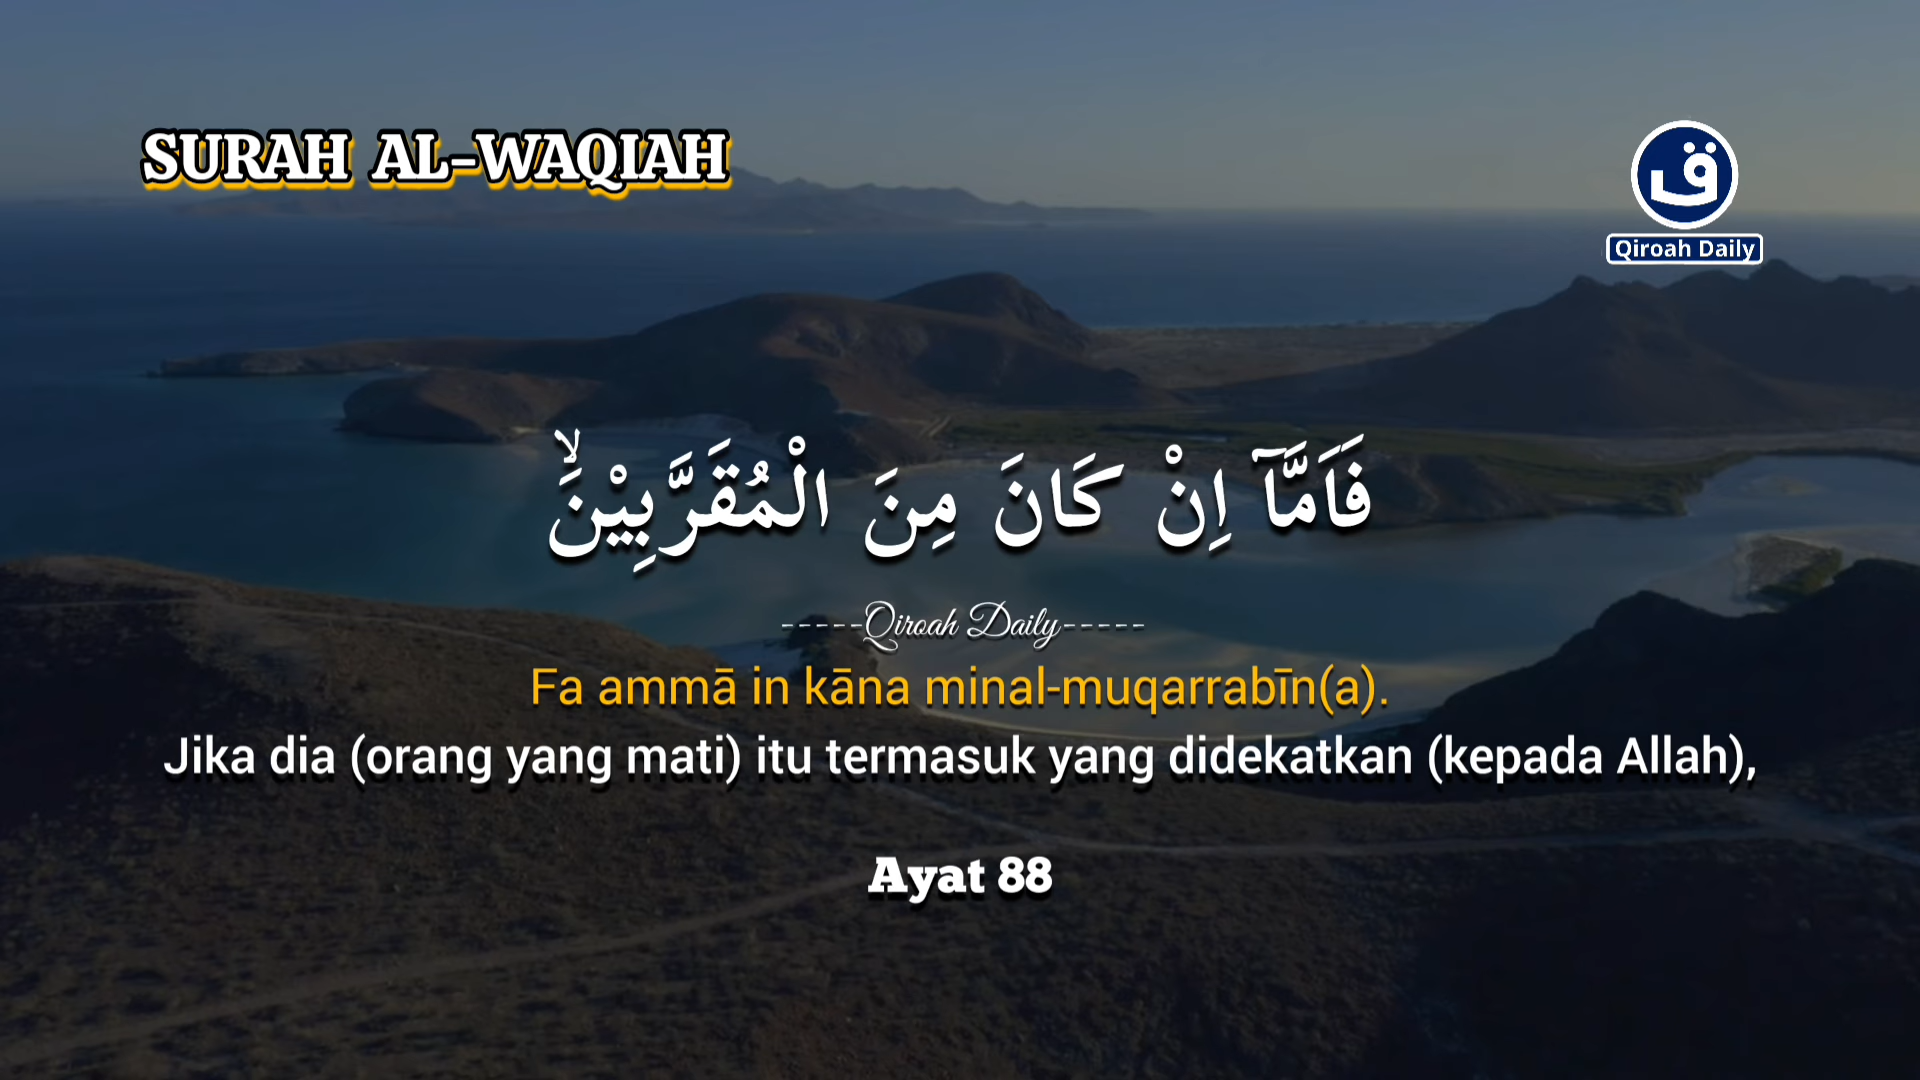 SURAH AL-WAQIAH
ق
Qiroah Daily
فَاَمَّآ اِنْ كَانَ مِنَ الْمُقَرَّبِيْنَۙ
-----Qiroah Daily-----
Fa ammā in kāna minal-muqarrabīn(a).
Jika dia (orang yang mati) itu termasuk yang didekatkan (kepada Allah),
Ayat 88